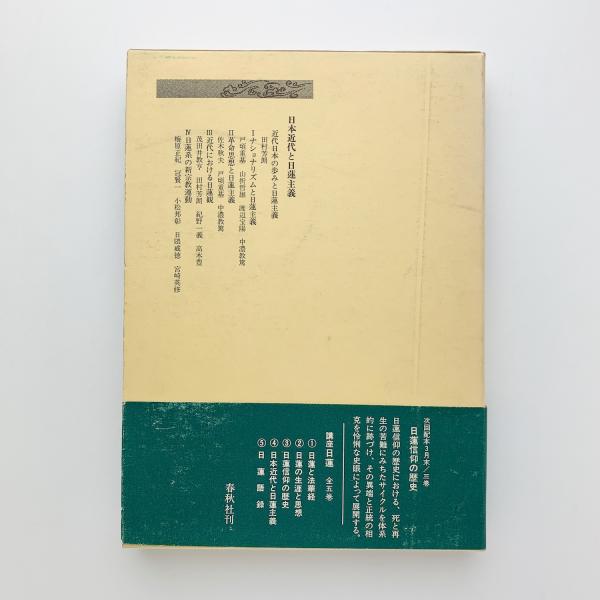 日本近代と日蓮主義
近代日本の歩みと日蓮主義
田村芳朗
Ⅰナショナリズムと日蓮主義
戸頃重基 山折哲雄 渡辺宝陽 中濃教篤
Ⅱ革命思想と日蓮主義
佐木秋夫 戸頃重基 中濃教篤
Ⅲ近代における日蓮観
茂田井教亨 田村芳朗 紀野一義 高木豊
Ⅳ日蓮系の新宗教運動
梅原正紀 冠賢一 小松邦彰 日隈威徳 宮崎英修
次回配本3月末/三巻
日蓮信仰の歴史
日蓮信仰の歴史における、死と再
生の苦難にみちたサイクルを体系
的に跡づけ、その異端と正統の相
克を怜悧な史眼によって展開する。
講座日蓮 全五巻
①日蓮と法華経
②日蓮の生涯と思想
③日蓮信仰の歴史
④日本近代と日蓮主義
⑤日蓮語録
春秋社刊